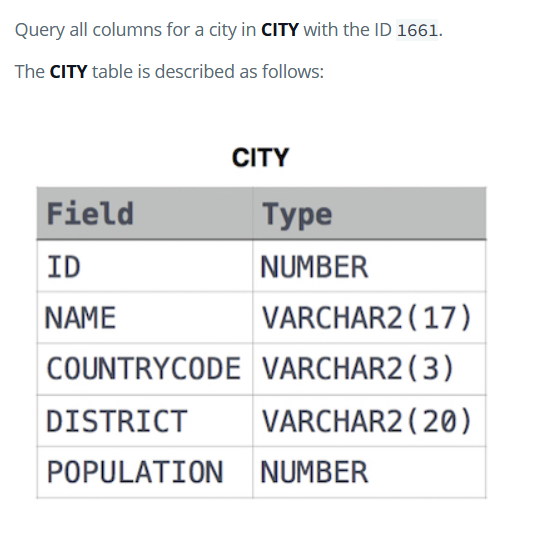 Query all columns for a city in CITY with the ID 1661.
The CITY table is described as follows:
CITY
Field Type
ID NUMBER
NAME VARCHAR2(17)
COUNTRYCODE VARCHAR2(3)
DISTRICT VARCHAR2(20)
POPULATION NUMBER